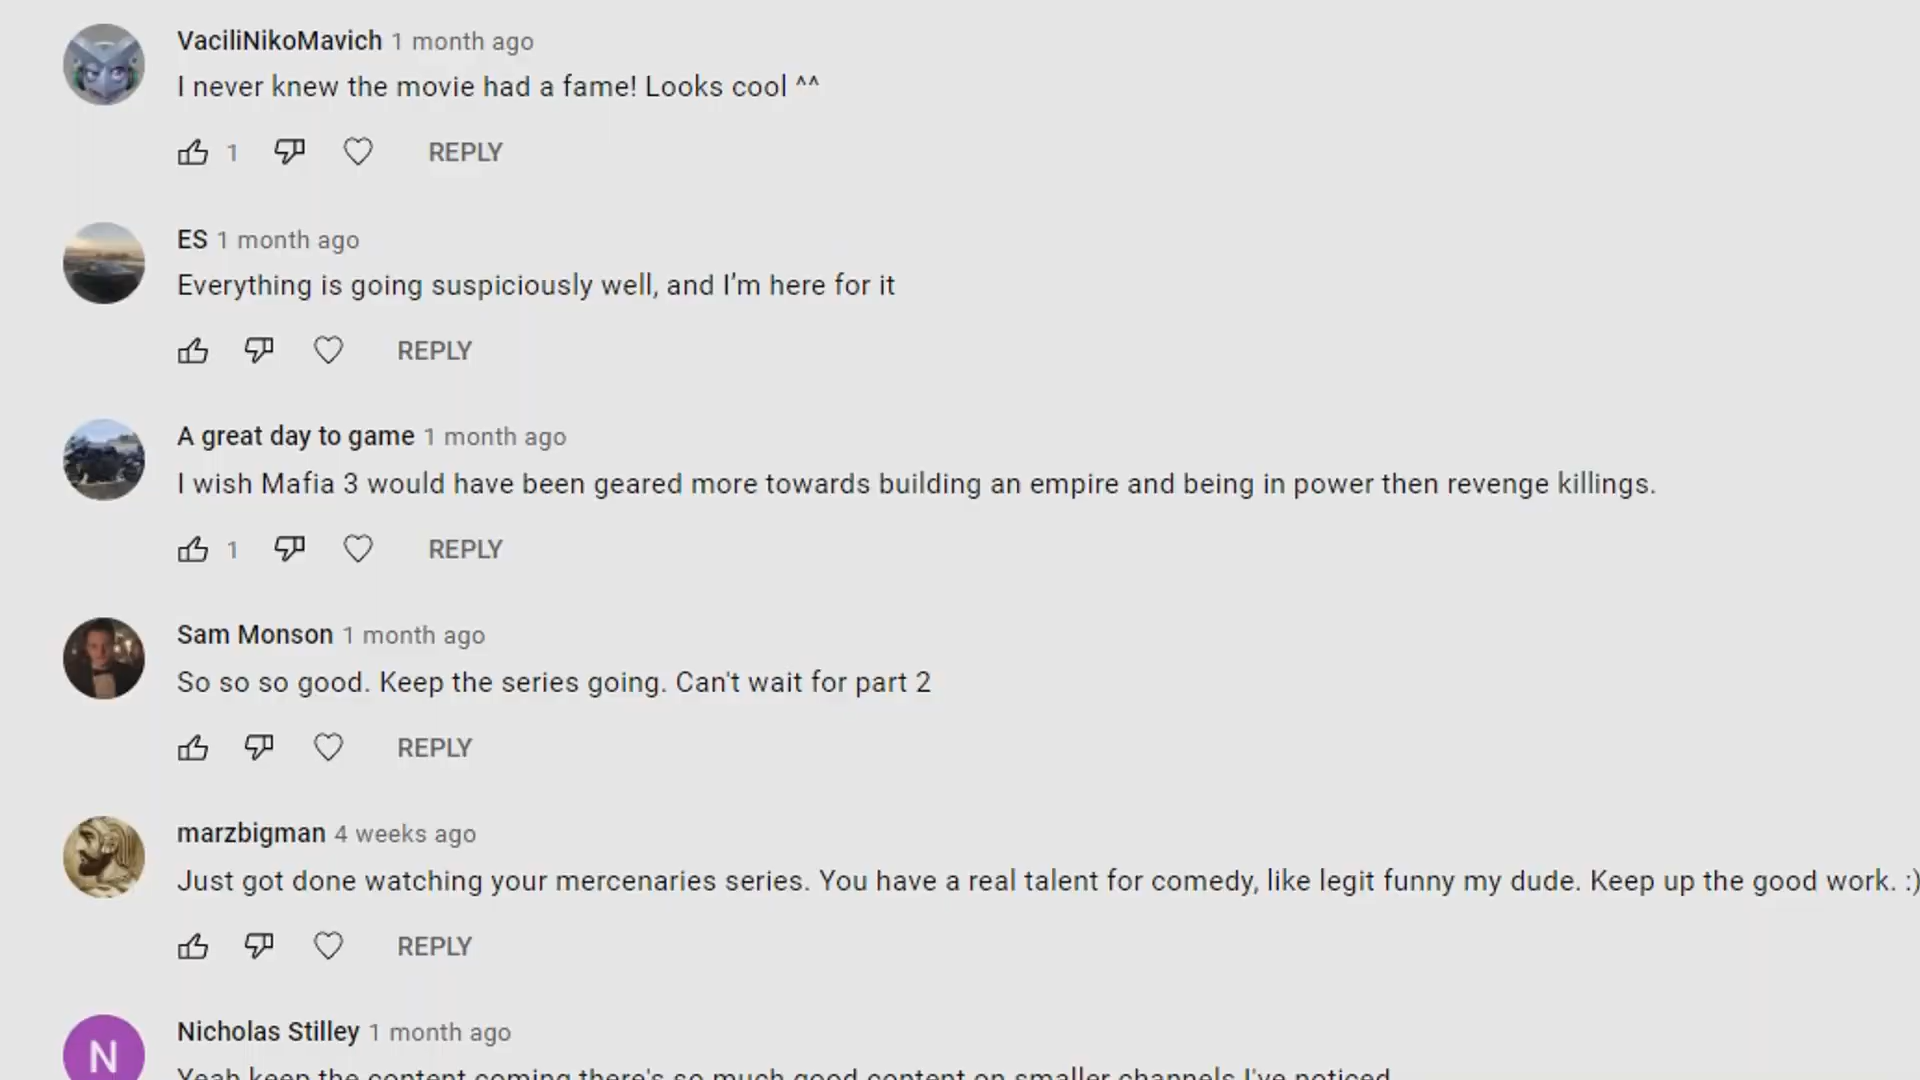 VaciliNikoMavich 1 month ago
I never knew the movie had a fame! Looks cool ^^
1 REPLY
ES 1 month ago
Everything is going suspiciously well, and I'm here for it
REPLY
A great day to game 1 month ago
I wish Mafia 3 would have been geared more towards building an empire and being in power then revenge killings.
1 REPLY
Sam Monson 1 month ago
So so so good. Keep the series going. Can't wait for part 2
REPLY
marzbigman 4 weeks ago
Just got done watching your mercenaries series. You have a real talent for comedy, like legit funny my dude. Keep up the good work. :)
REPLY
N
Nicholas Stilley 1 month ago
Yeah keep the content coming there's so much good content on smaller channels I've noticed